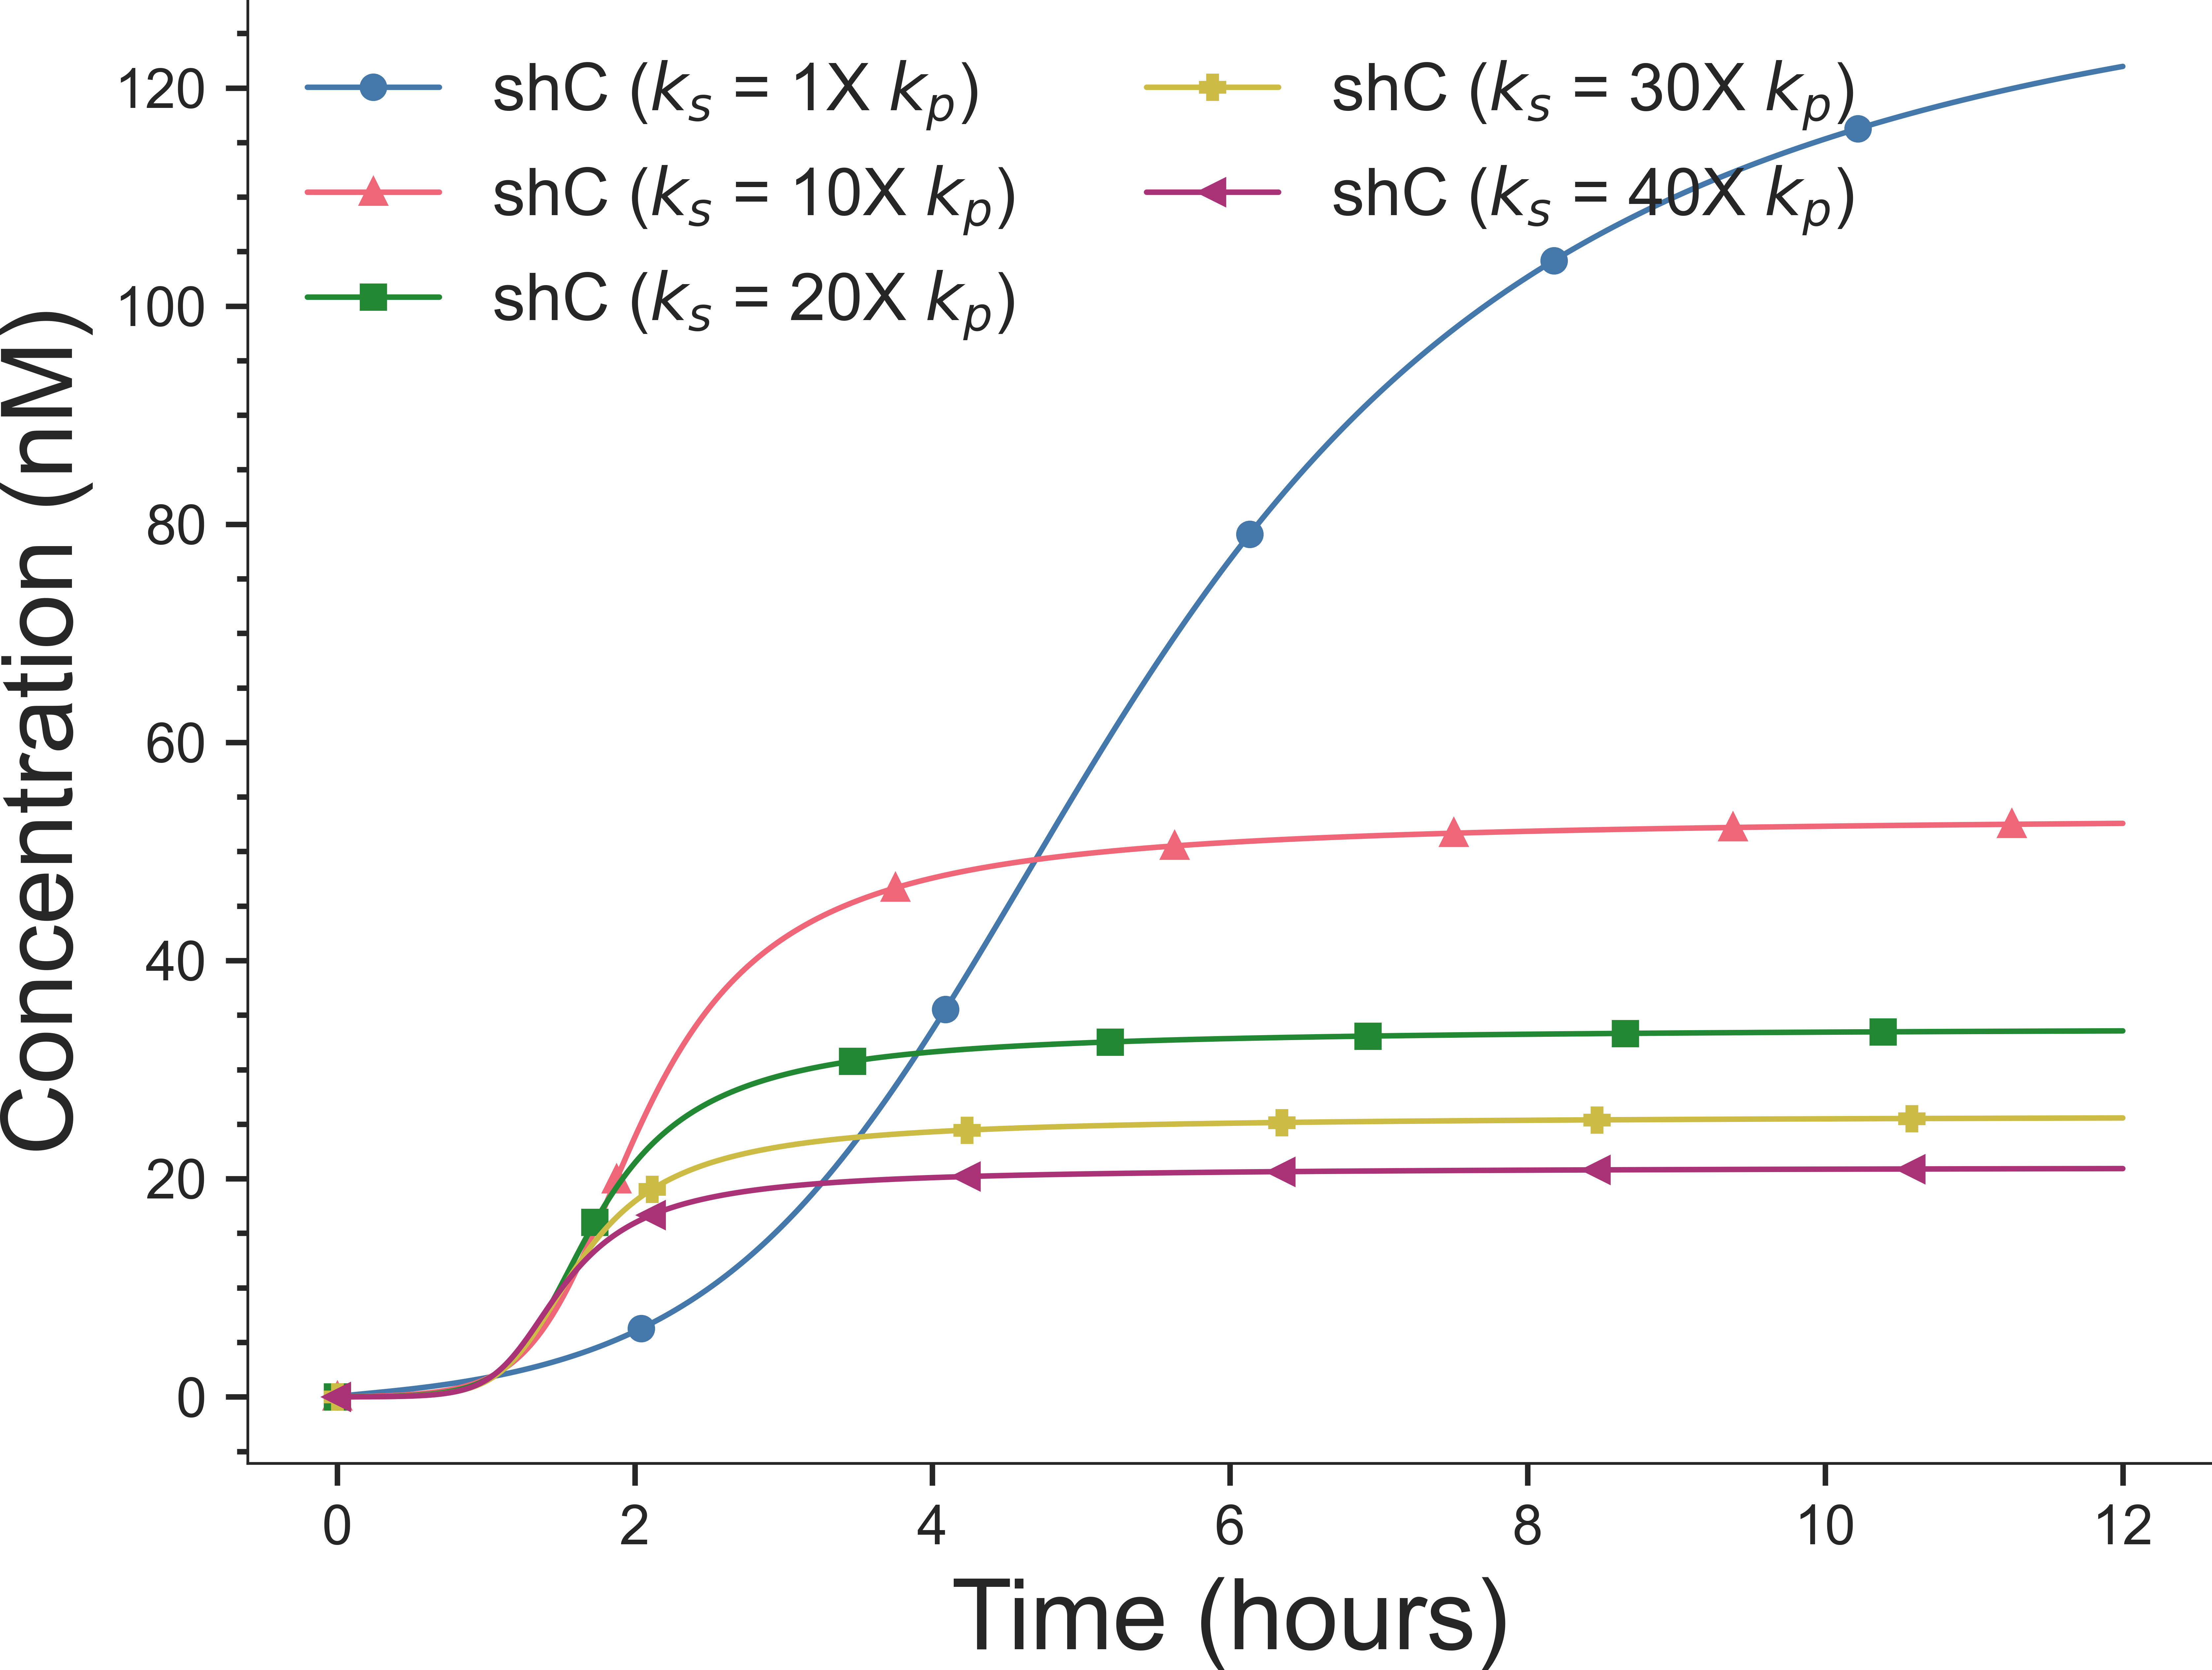 120
100
80
60
40
20
0
Concentration (nM)
shC (ks = 1X kp)
shC (ks = 10X kp)
shC (ks = 20X kp)
shC (ks = 30X kp)
shC (ks = 40X kp)
0 2 4 6 8 10 12
Time (hours)